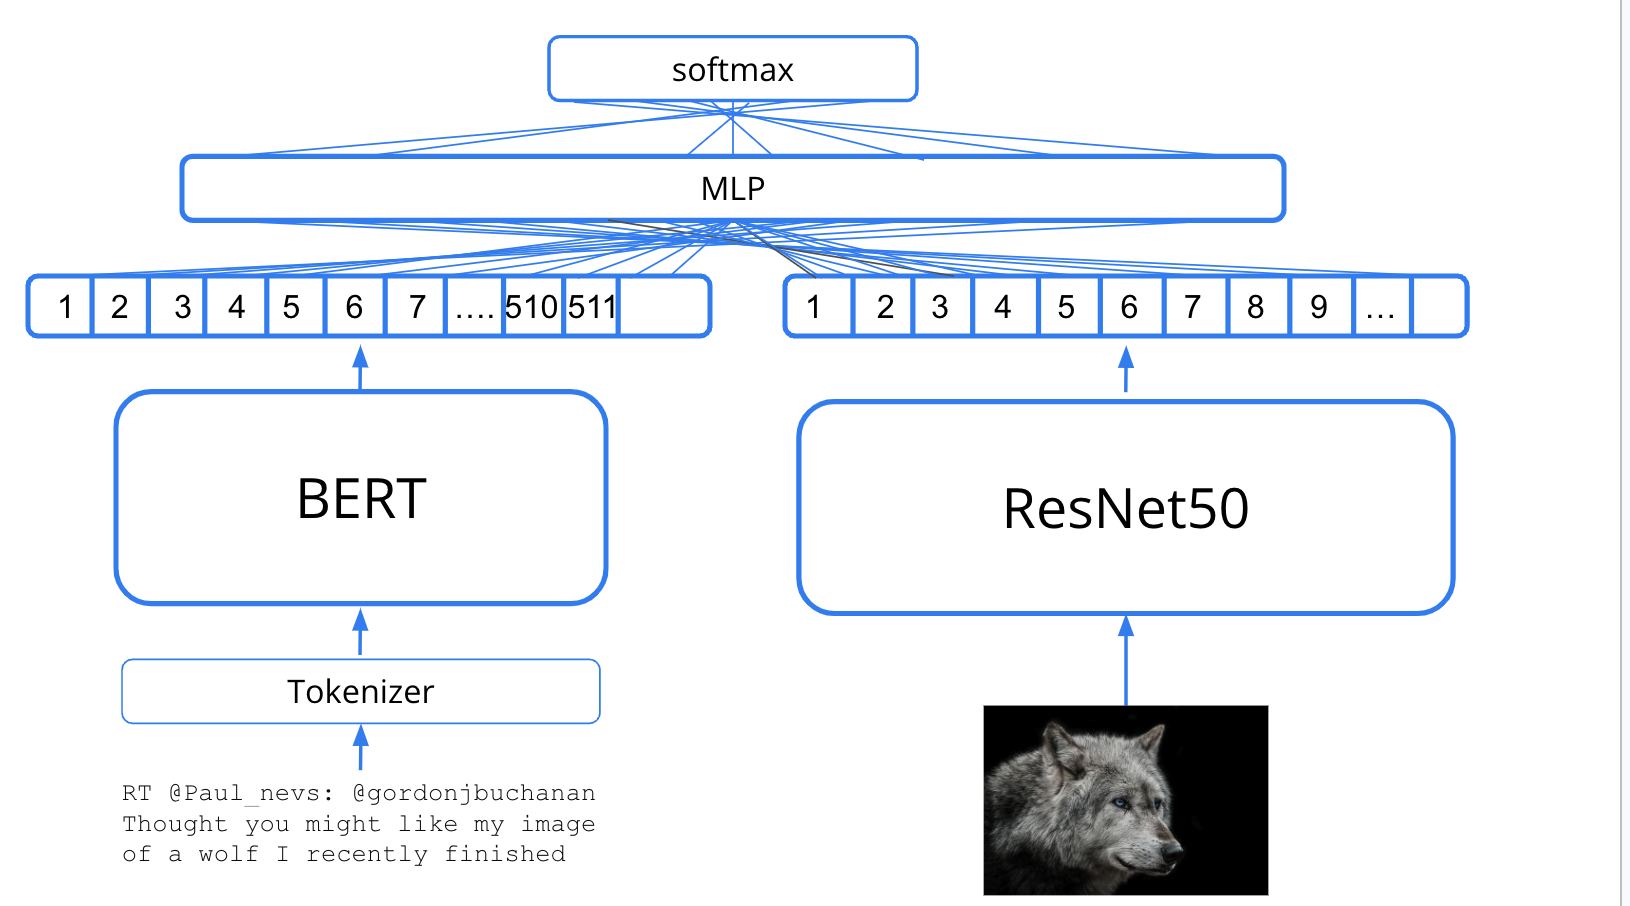 softmax
MLP
1 2 3 4 5 6 7 .... 510 511
1 2 3 4 5 6 7 8 9 ...
BERT
ResNet50
Tokenizer
RT @Paul_nevs: @gordonjbuchanan
Thought you might like my image
of a wolf I recently finished